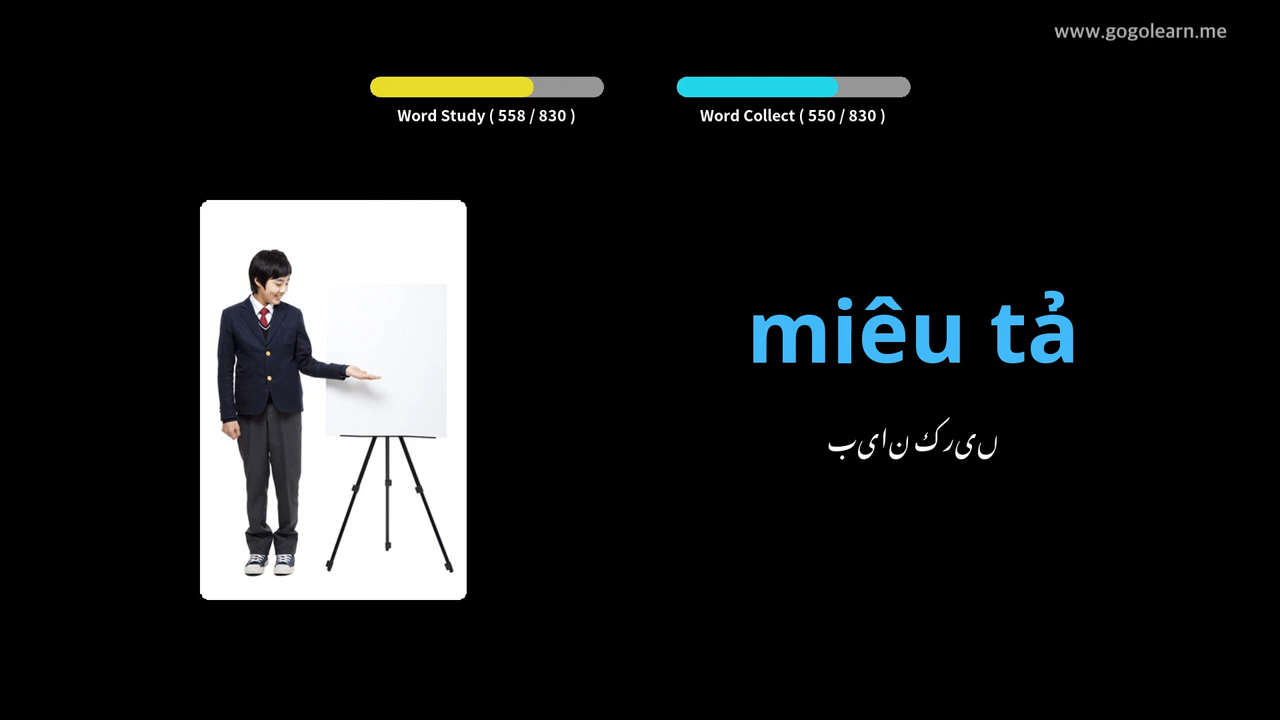 www.gogolearn.me
Word Study ( 558 / 830 )
Word Collect ( 550 / 830 )
miêu tả
بیان کریں